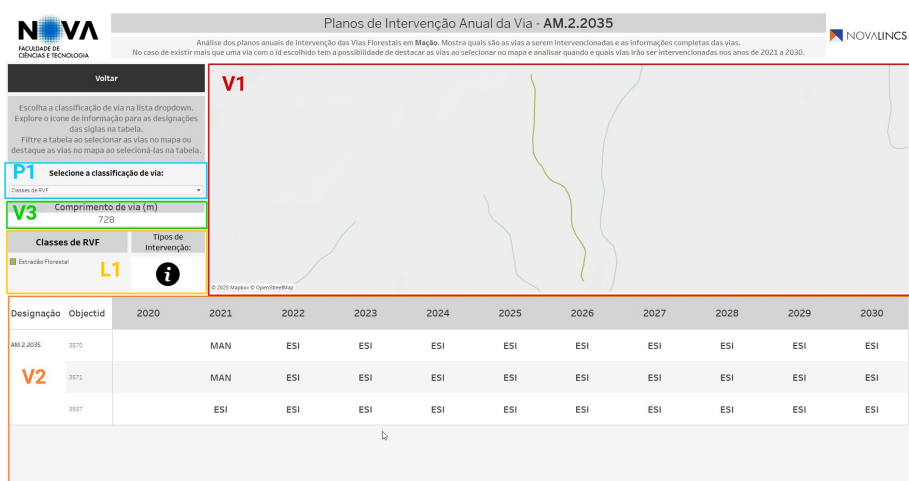 NOVA
FACULDADE DE
CIÊNCIAS E TECNOLOGIA
Planos de Intervenção Anual da Via - AM.2.2035
Análise dos planos anuais de intervenção das Vias Florestais em Mação. Mostra quais são as vias a serem intervencionadas e as informações completas das vias.
No caso de existir mais que uma via com o id escolhido tem a possibilidade de destacar as vias ao selecionar no mapa e analisar quando e quais vias irão ser intervencionadas nos anos de 2021 a 2030.
NOVALINCS
Voltar
Escolha a classificação de via na lista dropdown.
Explore o icone de informação para as designações
das siglas na tabela.
Filtre a tabela ao selecionar as vias no mapa ou
destaque as vias no mapa ao selecioná-las na tabela.
P1
Selecione a classificação de via:
Classes de RVF
V3
Comprimento de via (m)
728
Classes de RVF
Estradão Florestal
L1
Tipos de
Intervenção:
i
V1
© 2025 Mapbox © OpenStreetMap
Designação Objectid 2020 2021 2022 2023 2024 2025 2026 2027 2028 2029 2030
AM.2.2035 3570 MAN ESI ESI ESI ESI ESI ESI ESI ESI ESI
V2 3571 MAN ESI ESI ESI ESI ESI ESI ESI ESI ESI
3937 ESI ESI ESI ESI ESI ESI ESI ESI ESI ESI